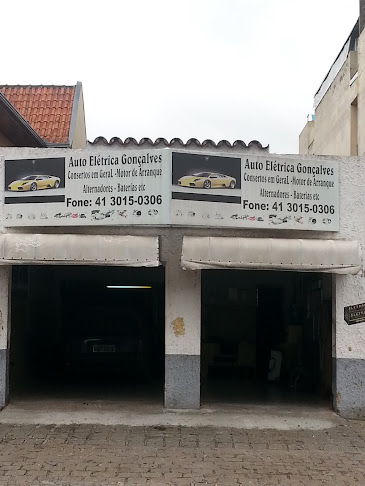 Auto Elétrica Gonçalves
Consertos em Geral -Motor de Arranque
Alternadores - Baterias etc
Fone: 41 3015-0306
Auto Elétrica Gonçalves
Consertos em Geral -Motor de Arranque
Alternadores - Baterias etc
Fone: 41 3015-0306